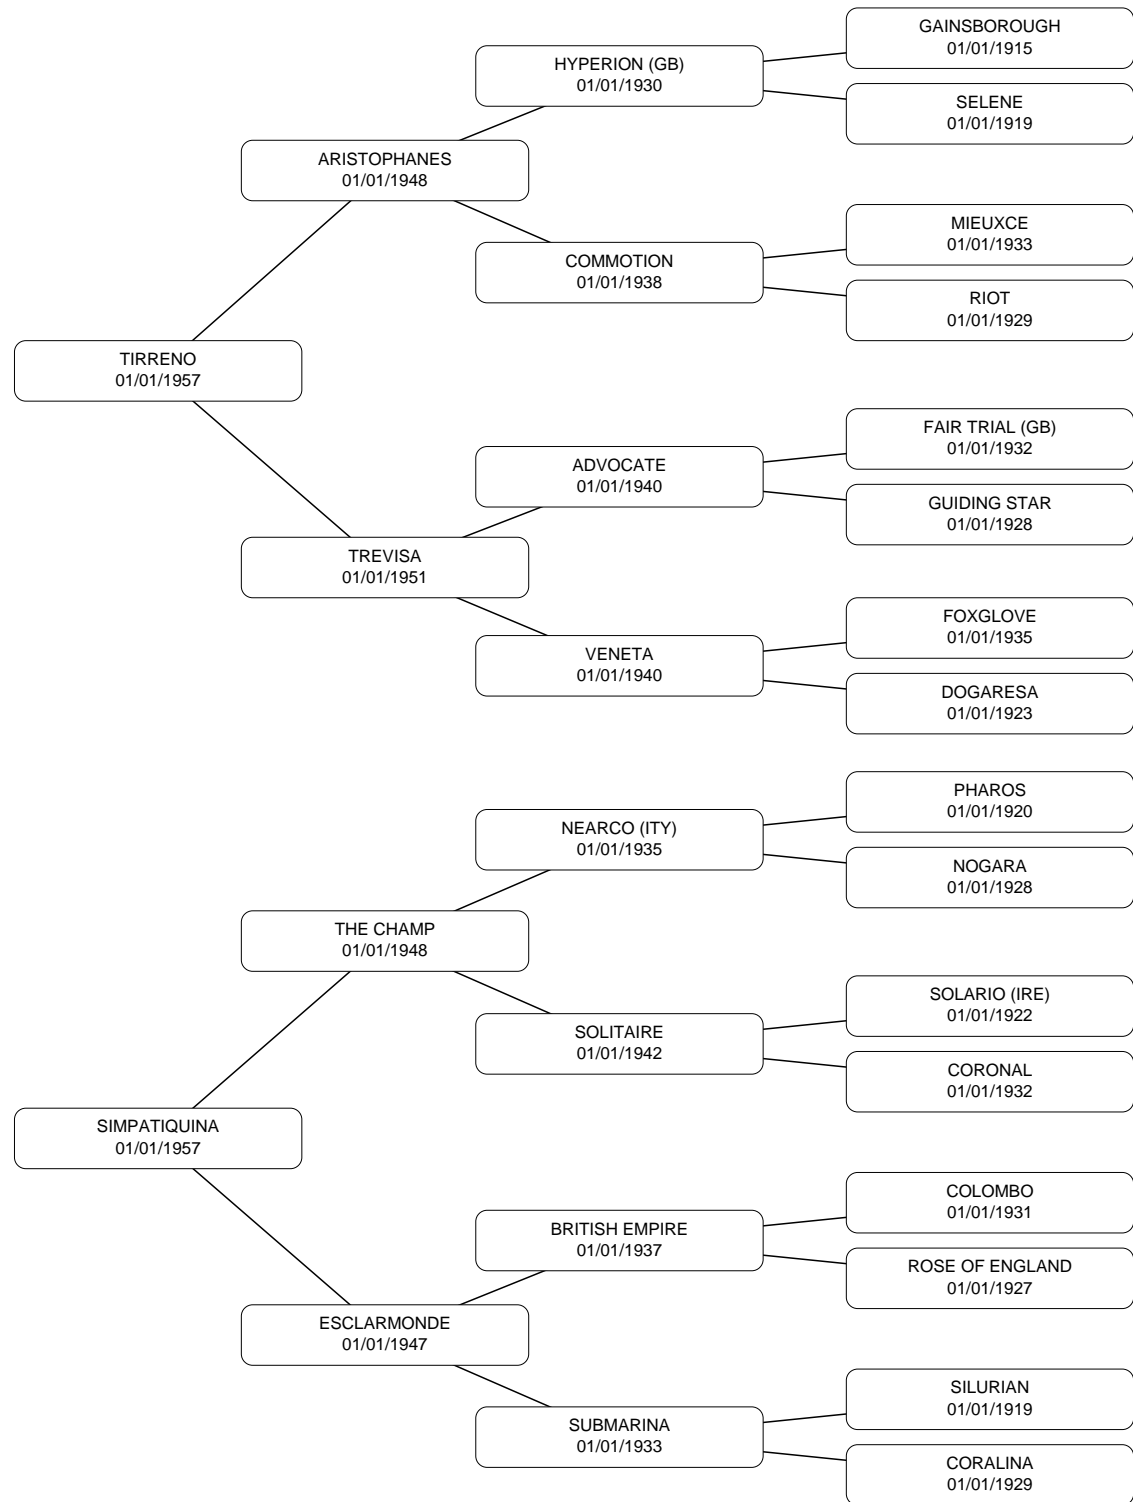 GAINSBOROUGH
01/01/1915
HYPERION (GB)
01/01/1930
SELENE
01/01/1919
ARISTOPHANES
01/01/1948
MIEUXCE
01/01/1933
COMMOTION
01/01/1938
RIOT
01/01/1929
TIRRENO
01/01/1957
FAIR TRIAL (GB)
01/01/1932
ADVOCATE
01/01/1940
GUIDING STAR
01/01/1928
TREVISA
01/01/1951
FOXGLOVE
01/01/1935
VENETA
01/01/1940
DOGARESA
01/01/1923
PHAROS
01/01/1920
NEARCO (ITY)
01/01/1935
NOGARA
01/01/1928
THE CHAMP
01/01/1948
SOLARIO (IRE)
01/01/1922
SOLITAIRE
01/01/1942
CORONAL
01/01/1932
SIMPATIQUINA
01/01/1957
COLOMBO
01/01/1931
BRITISH EMPIRE
01/01/1937
ROSE OF ENGLAND
01/01/1927
ESCLARMONDE
01/01/1947
SILURIAN
01/01/1919
SUBMARINA
01/01/1933
CORALINA
01/01/1929